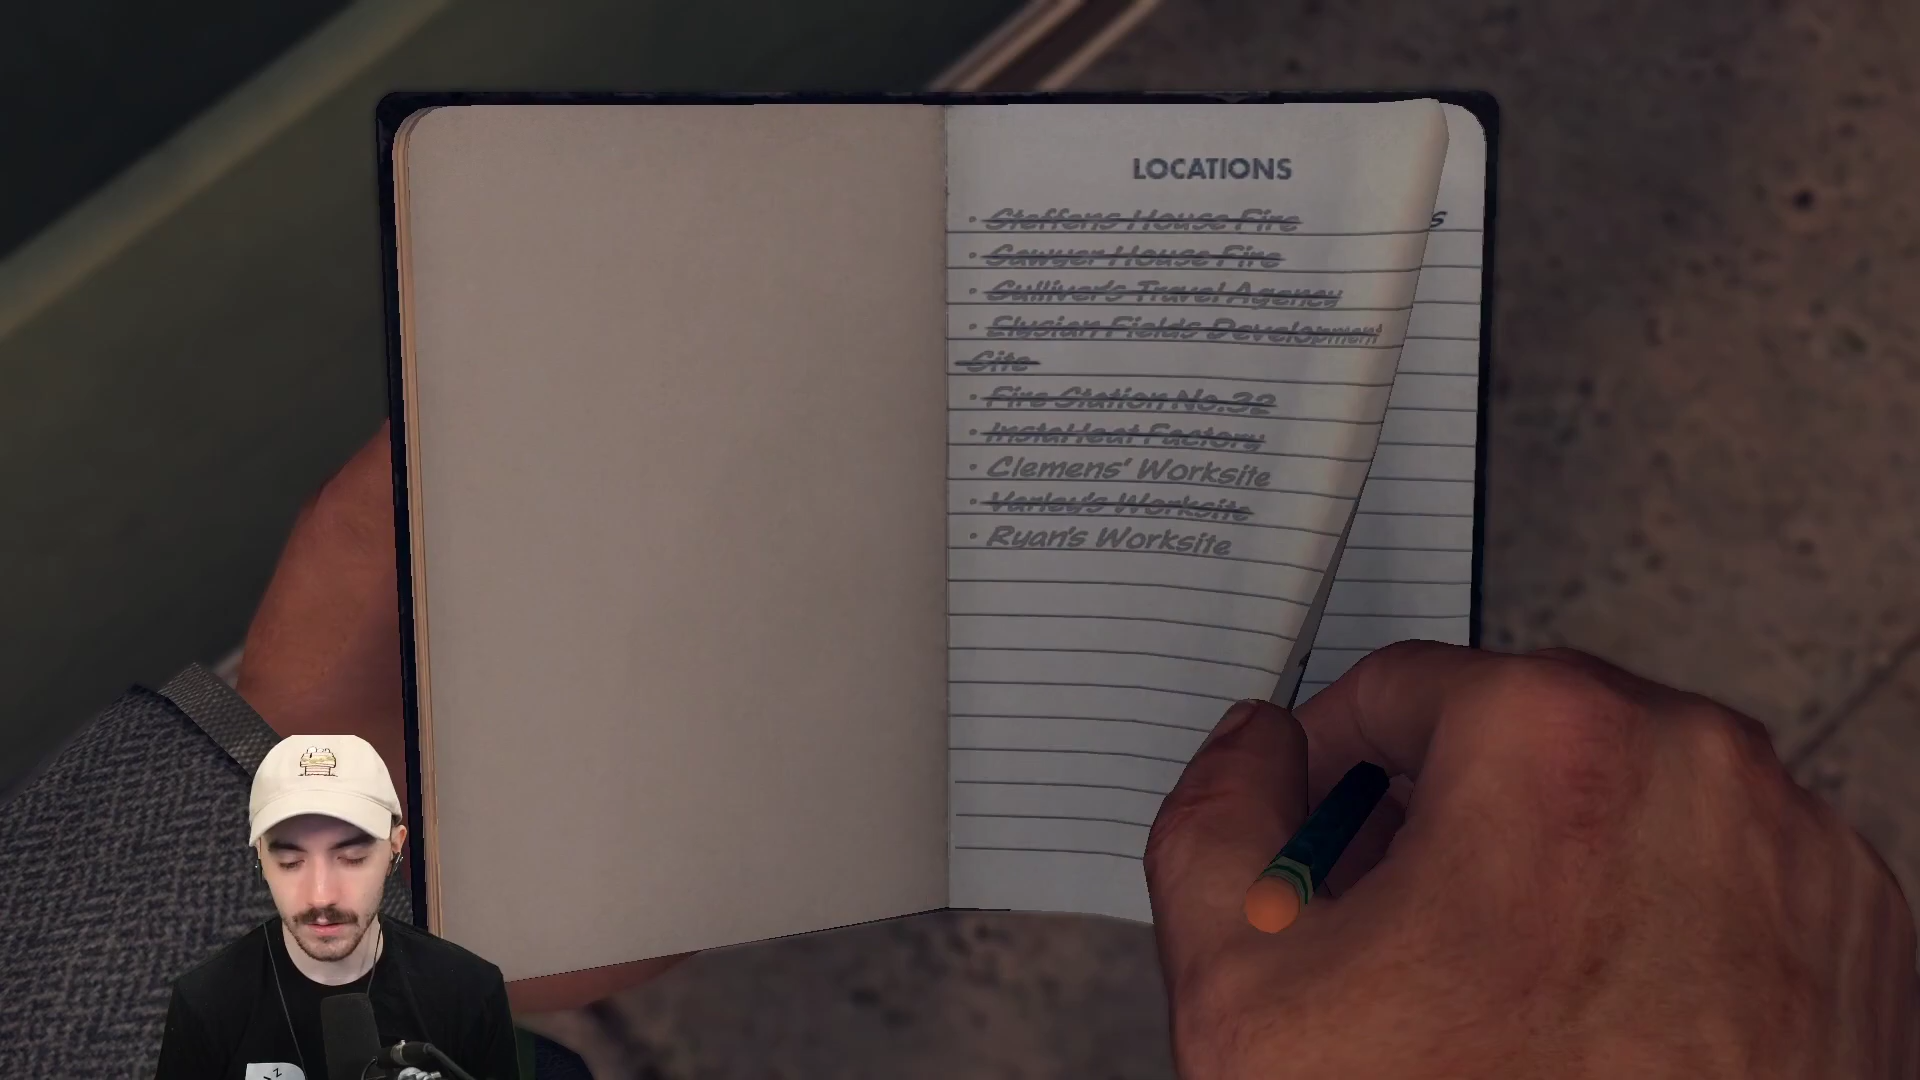 LOCATIONS
• Steffens House Fire
• Sawyer House Fire
• Gulliver's Travel Agency
• Elysian Fields Development
Site
• Fire Station No.32
• InstaHeat Factory
• Clemens' Worksite
• Varley's Worksite
• Ryan's Worksite
s
z
z